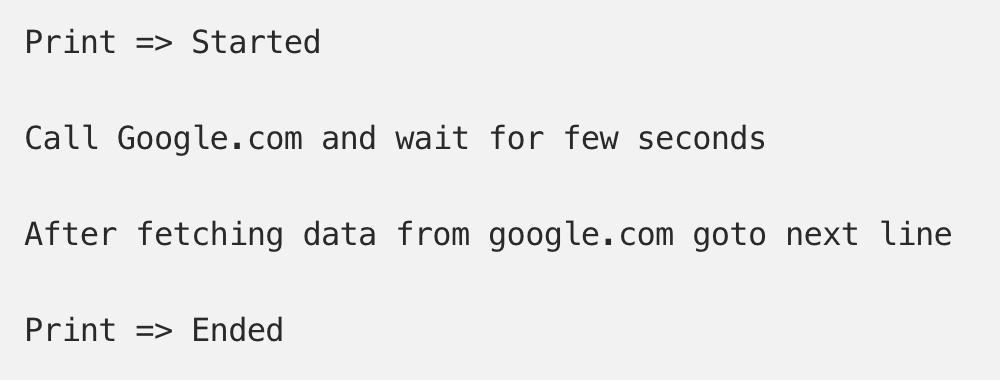 Print => Started
Call Google.com and wait for few seconds
After fetching data from google.com goto next line
Print => Ended